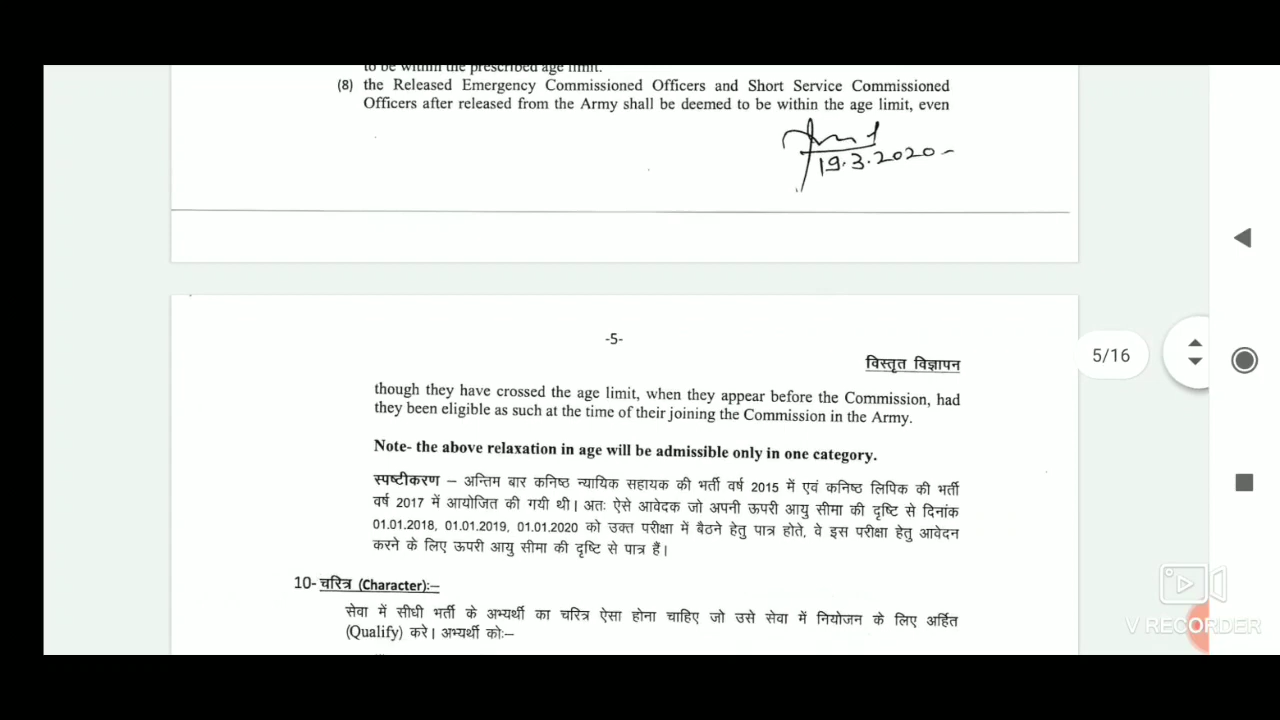 to be within the prescribed age limit.
(8) the Released Emergency Commissioned Officers and Short Service Commissioned
Officers after released from the Army shall be deemed to be within the age limit, even
19.3.2020
-5-
विस्तृत विज्ञापन
though they have crossed the age limit, when they appear before the Commission, had
they been eligible as such at the time of their joining the Commission in the Army.
Note- the above relaxation in age will be admissible only in one category.
स्पष्टीकरण – अन्तिम बार कनिष्ठ न्यायिक सहायक की भर्ती वर्ष 2015 में एवं कनिष्ठ लिपिक की भर्ती
वर्ष 2017 में आयोजित की गयी थी। अतः ऐसे आवेदक जो अपनी ऊपरी आयु सीमा की दृष्टि से दिनांक
01.01.2018, 01.01.2019, 01.01.2020 को उक्त परीक्षा में बैठने हेतु पात्र होते, वे इस परीक्षा हेतु आवेदन
करने के लिए ऊपरी आयु सीमा की दृष्टि से पात्र हैं।
10- चरित्र (Character):–
सेवा में सीधी भर्ती के अभ्यर्थी का चरित्र ऐसा होना चाहिए जो उसे सेवा में नियोजन के लिए अर्हित
(Qualify) करे। अभ्यर्थी को:–
5/16
V RECORDER